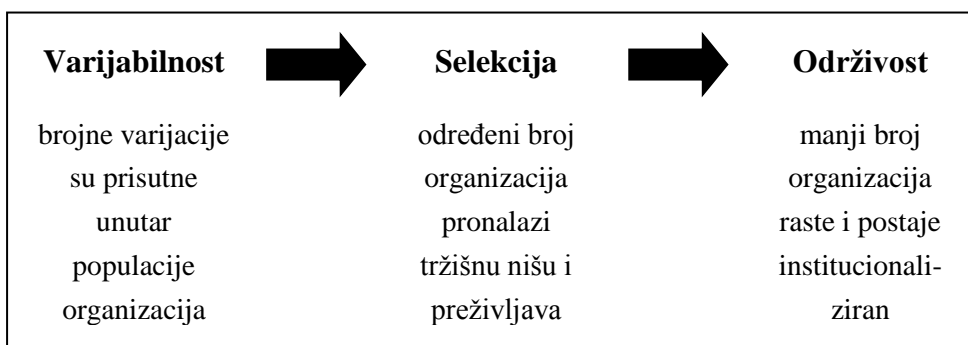 Varijabilnost
brojne varijacije
su prisutne
unutar
populacije
organizacija
Selekcija
određeni broj
organizacija
pronalazi
tržišnu nišu i
preživljava
Održivost
manji broj
organizacija
raste i postaje
institucionali-
ziran